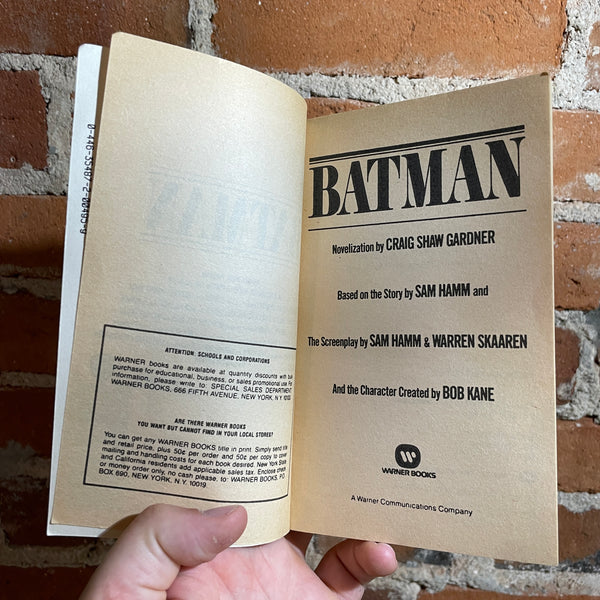 0-446-35487-2-00495-9
ATTENTION: SCHOOLS AND CORPORATIONS
WARNER books are available at quantity discounts with bulk
purchase for educational, business, or sales promotional use. For
information, please write to: SPECIAL SALES DEPARTMENT,
WARNER BOOKS, 666 FIFTH AVENUE, NEW YORK, N.Y. 10103
ARE THERE WARNER BOOKS
YOU WANT BUT CANNOT FIND IN YOUR LOCAL STORES?
You can get any WARNER BOOKS title in print. Simply send title
and retail price, plus 50¢ per order and 50¢ per copy to cover
mailing and handling costs for each book desired. New York State
and California residents add applicable sales tax. Enclose check
or money order only, no cash please, to: WARNER BOOKS, P.O.
BOX 690, NEW YORK, N.Y. 10019.
BATMAN
Novelization by CRAIG SHAW GARDNER
Based on the Story by SAM HAMM and
The Screenplay by SAM HAMM & WARREN SKAAREN
And the Character Created by BOB KANE
WARNER BOOKS
A Warner Communications Company